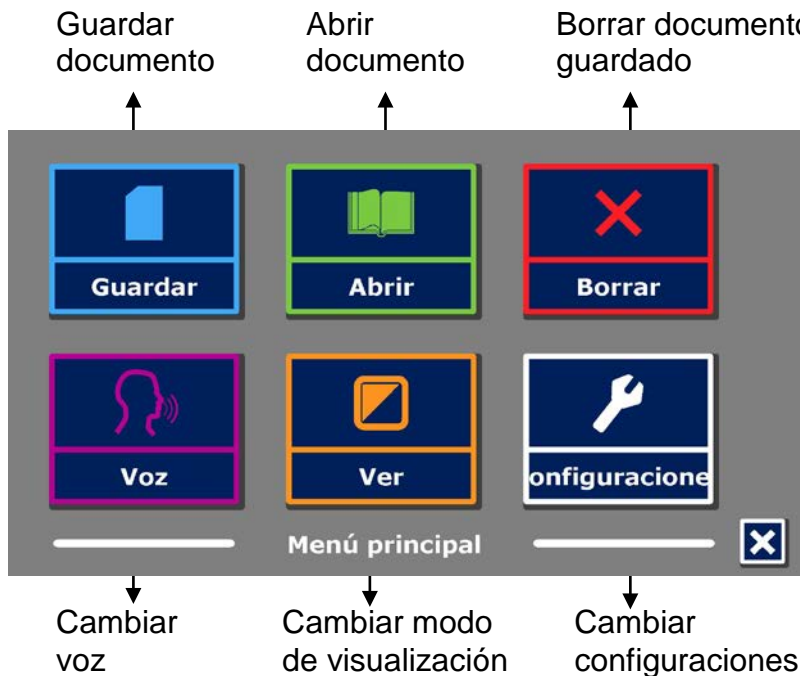 Guardar documento
Abrir documento
Borrar documento guardado
Guardar
Abrir
Borrar
Voz
Ver
onfiguracione
Menú principal
Cambiar voz
Cambiar modo de visualización
Cambiar configuraciones